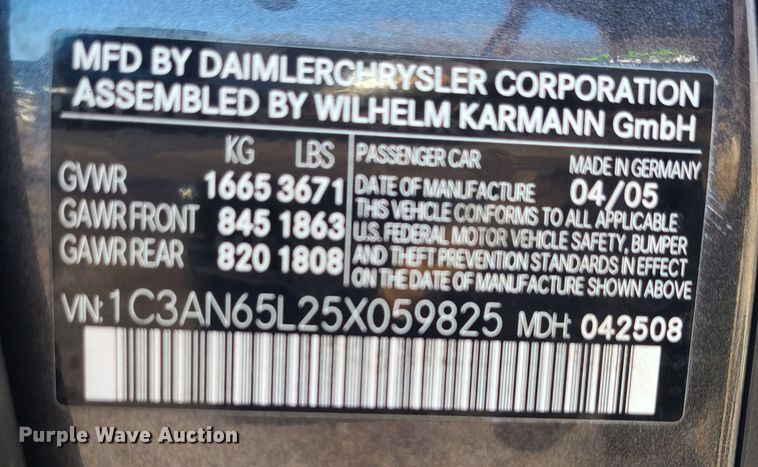 MFD BY DAIMLERCHRYSLER CORPORATION
ASSEMBLED BY WILHELM KARMANN GmbH
KG LBS
GVWR 1665 3671
GAWR FRONT 845 1863
GAWR REAR 820 1808
PASSENGER CAR MADE IN GERMANY
DATE OF MANUFACTURE 04/05
THIS VEHICLE CONFORMS TO ALL APPLICABLE
U.S. FEDERAL MOTOR VEHICLE SAFETY, BUMPER
AND THEFT PREVENTION STANDARDS IN EFFECT
ON THE DATE OF MANUFACTURE SHOWN ABOVE
VIN: 1C3AN65L25X059825 MDH: 042508
Purple Wave Auction